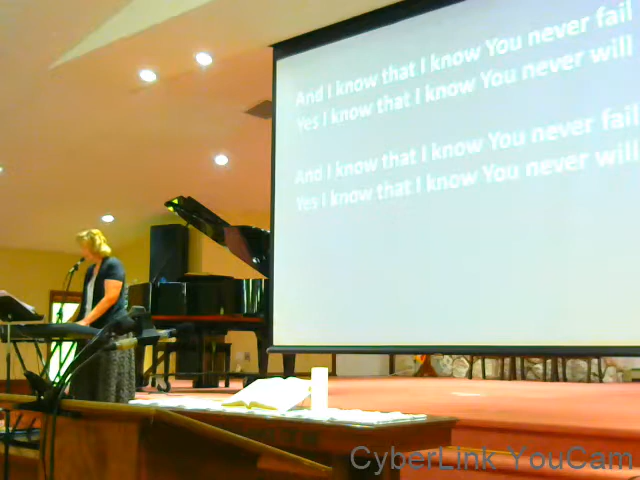 And I know that I know You never fail
Yes I know that I know You never will
And I know that I know You never fail
Yes I know that I know You never will
CyberLink YouCam